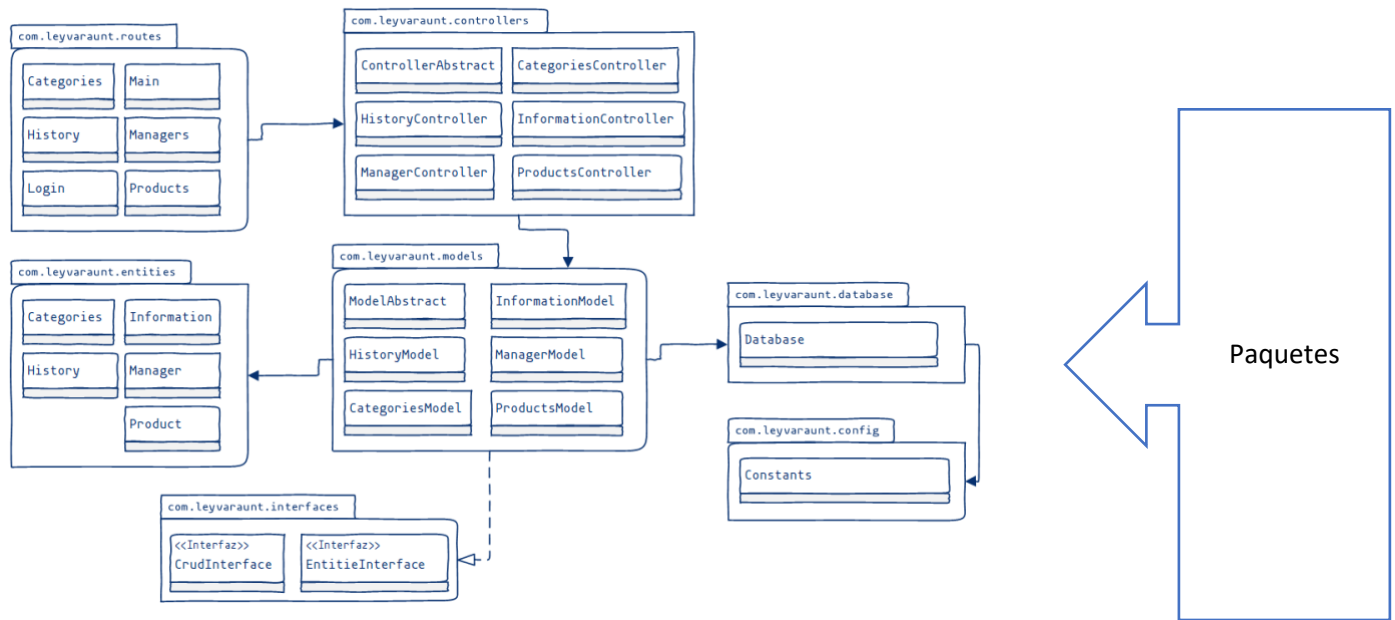 com.leyvaraunt.routes
Categories
Main
History
Managers
Login
Products
com.leyvaraunt.controllers
ControllerAbstract
CategoriesController
HistoryController
InformationController
ManagerController
ProductsController
com.leyvaraunt.entities
Categories
Information
History
Manager
Product
com.leyvaraunt.models
ModelAbstract
InformationModel
HistoryModel
ManagerModel
CategoriesModel
ProductsModel
com.leyvaraunt.database
Database
com.leyvaraunt.config
Constants
com.leyvaraunt.interfaces
<<Interfaz>>
CrudInterface
<<Interfaz>>
EntitieInterface
Paquetes